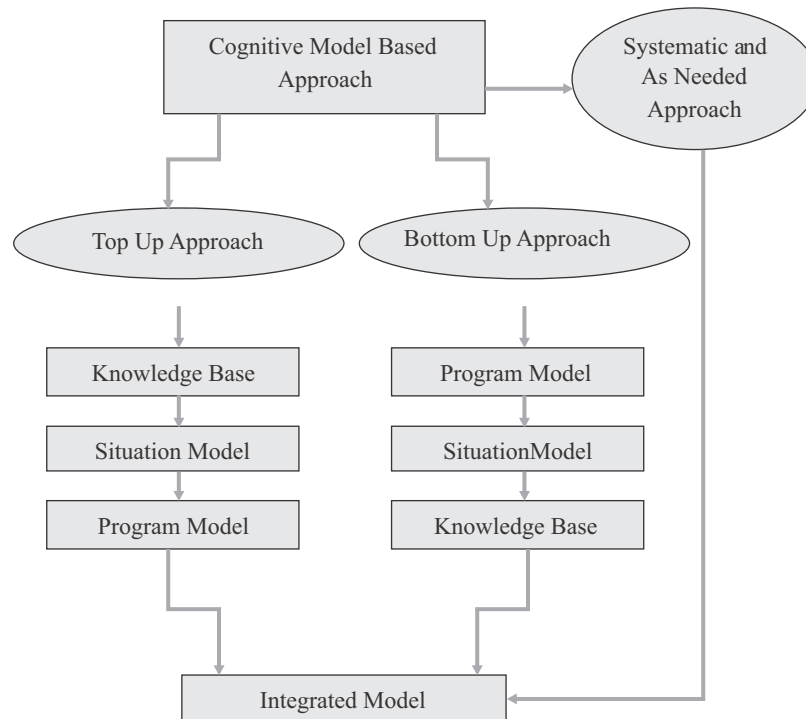 Cognitive Model Based
Approach
Systematic and
As Needed
Approach
Top Up Approach
Bottom Up Approach
Knowledge Base
Program Model
Situation Model
SituationModel
Program Model
Knowledge Base
Integrated Model